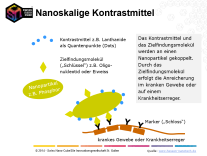 Nanoskalige Kontrastmittel
Kontrastmittel z.B. Lanthanide
als Quantenpunkte (Dots)
Zielfindungsmolekül
(„Schlüssel“) z.B. Oligo-
nukleotid oder Eiweiss
Nanopartikel,
z.B. Phosphor
Das Kontrastmittel und
das Zielfindungsmolekül
werden an einen
Nanopartikel gekoppelt.
Durch das
Zielfindungsmolekül
erfolgt die Anreicherung
im kranken Gewebe oder
auf einem
Krankheitserreger.
Marker („Schloss“)
krankes Gewebe oder Krankheitserreger